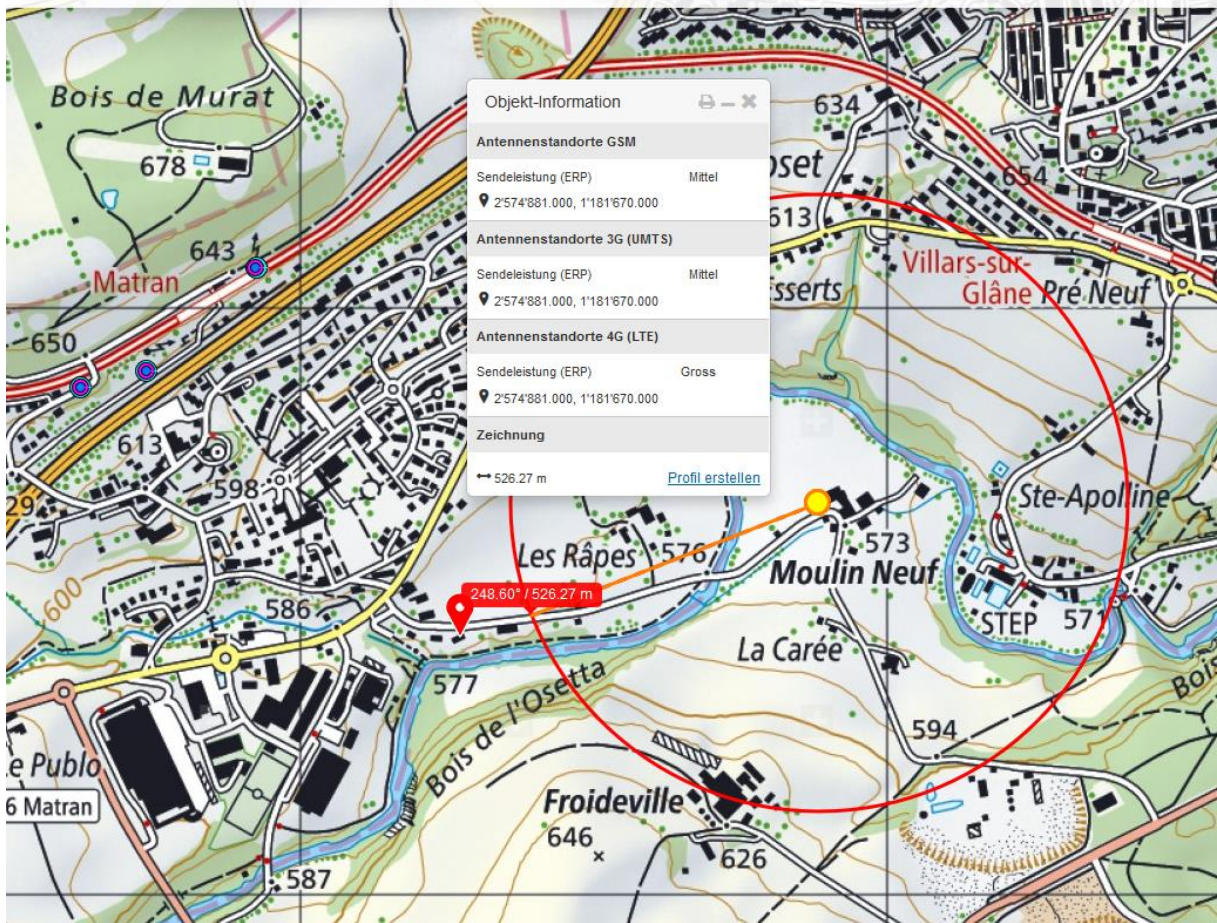 Bois de Murat
678
643
Matran
650
613
598
29
600
586
577
e Publo
6 Matran
587
Objekt-Information
Antennenstandorte GSM
Sendeleistung (ERP) Mittel
2'574'881.000, 1'181'670.000
Antennenstandorte 3G (UMTS)
Sendeleistung (ERP) Mittel
2'574'881.000, 1'181'670.000
Antennenstandorte 4G (LTE)
Sendeleistung (ERP) Gross
2'574'881.000, 1'181'670.000
Zeichnung
526.27 m Profil erstellen
634
oset
654
613
Villars-sur-
Glâne
Pré Neuf
sserts
Ste-Apolline
Les Râpes
576
573
Moulin Neuf
248.60° / 526.27 m
STEP
571
La Carée
Bois
Bois de l'Osetta
594
Froideville
646
626